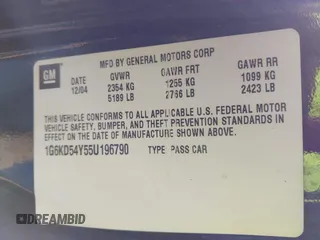 GM
MFD BY GENERAL MOTORS CORP
DATE GVWR GAWR FRT GAWR RR
12/04 2354 KG 1255 KG 1099 KG
5189 LB 2766 LB 2423 LB
THIS VEHICLE CONFORMS TO ALL APPLICABLE U.S. FEDERAL MOTOR
VEHICLE SAFETY, BUMPER, AND THEFT PREVENTION STANDARDS
IN EFFECT ON THE DATE OF MANUFACTURE SHOWN ABOVE.
1G6KD54Y55U196790 TYPE: PASS CAR
DREAMBID